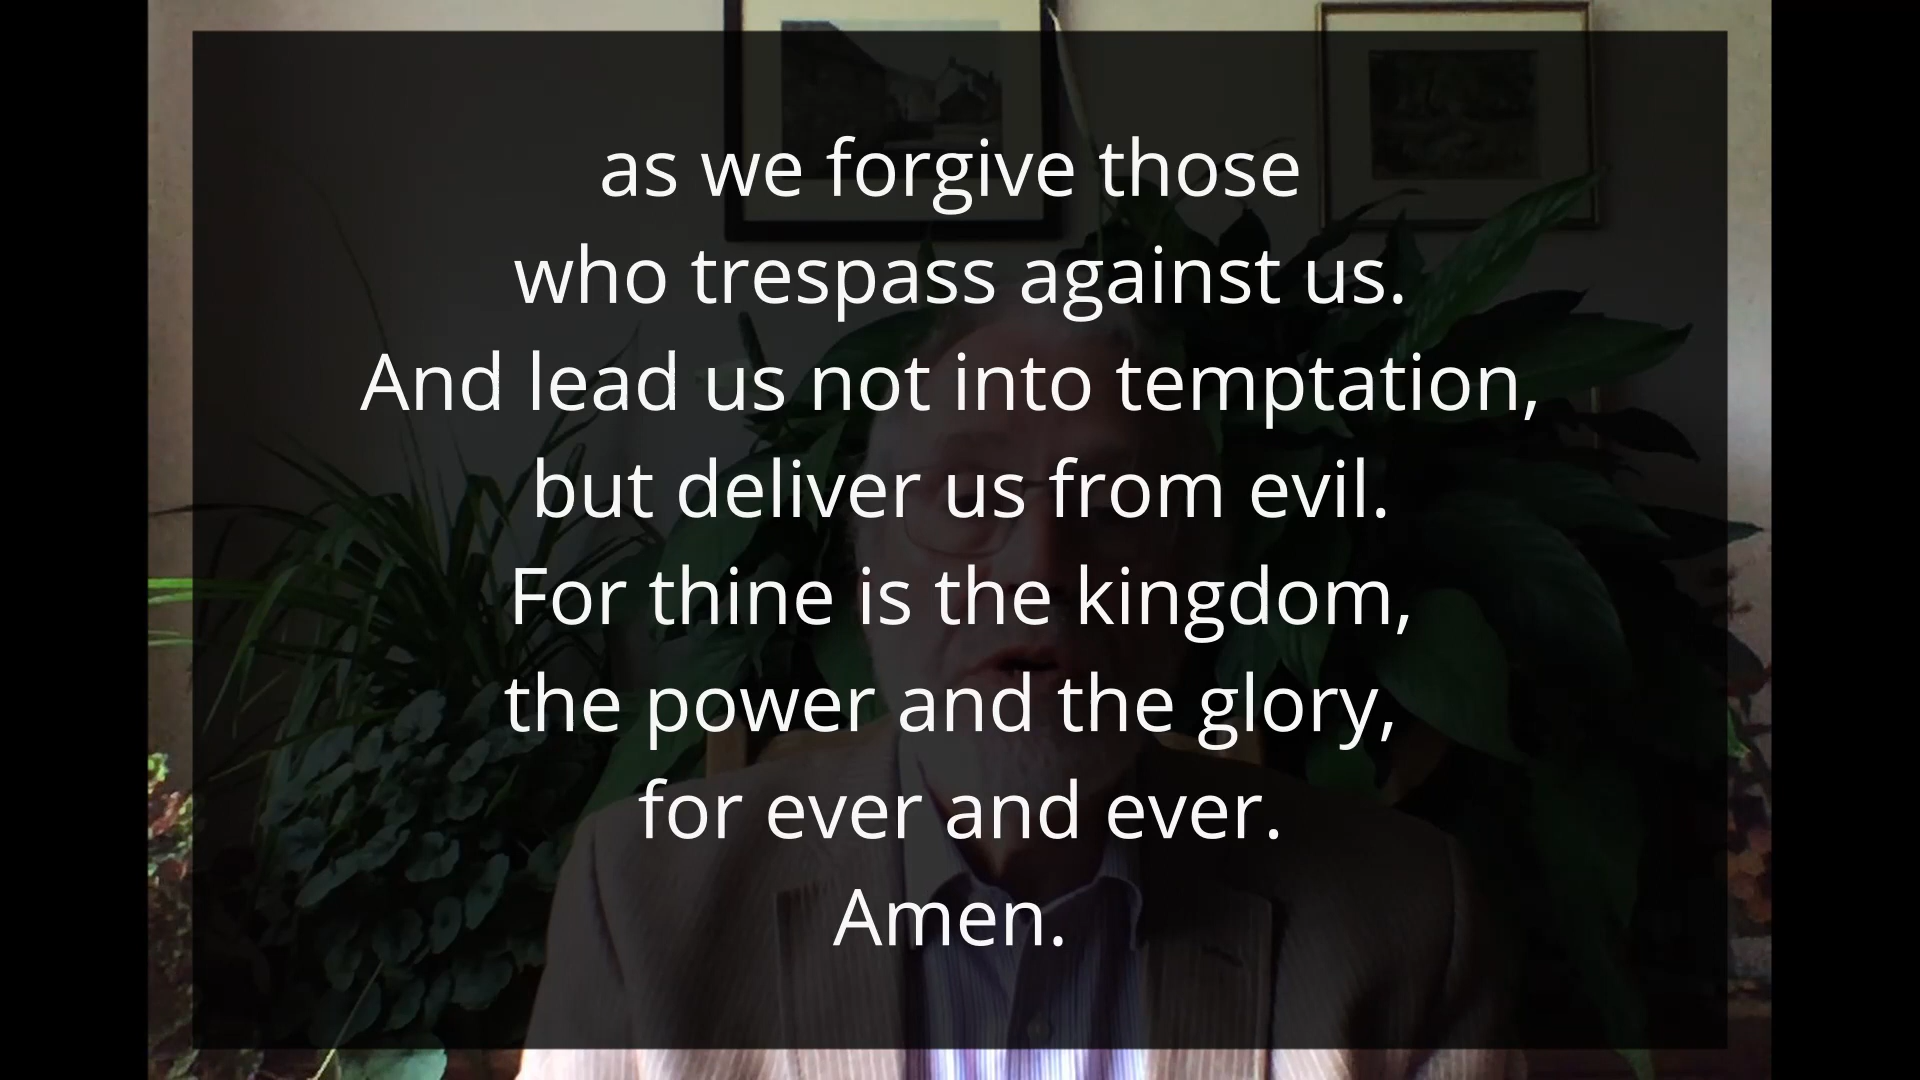 as we forgive those
who trespass against us.
And lead us not into temptation,
but deliver us from evil.
For thine is the kingdom,
the power and the glory,
for ever and ever.
Amen.